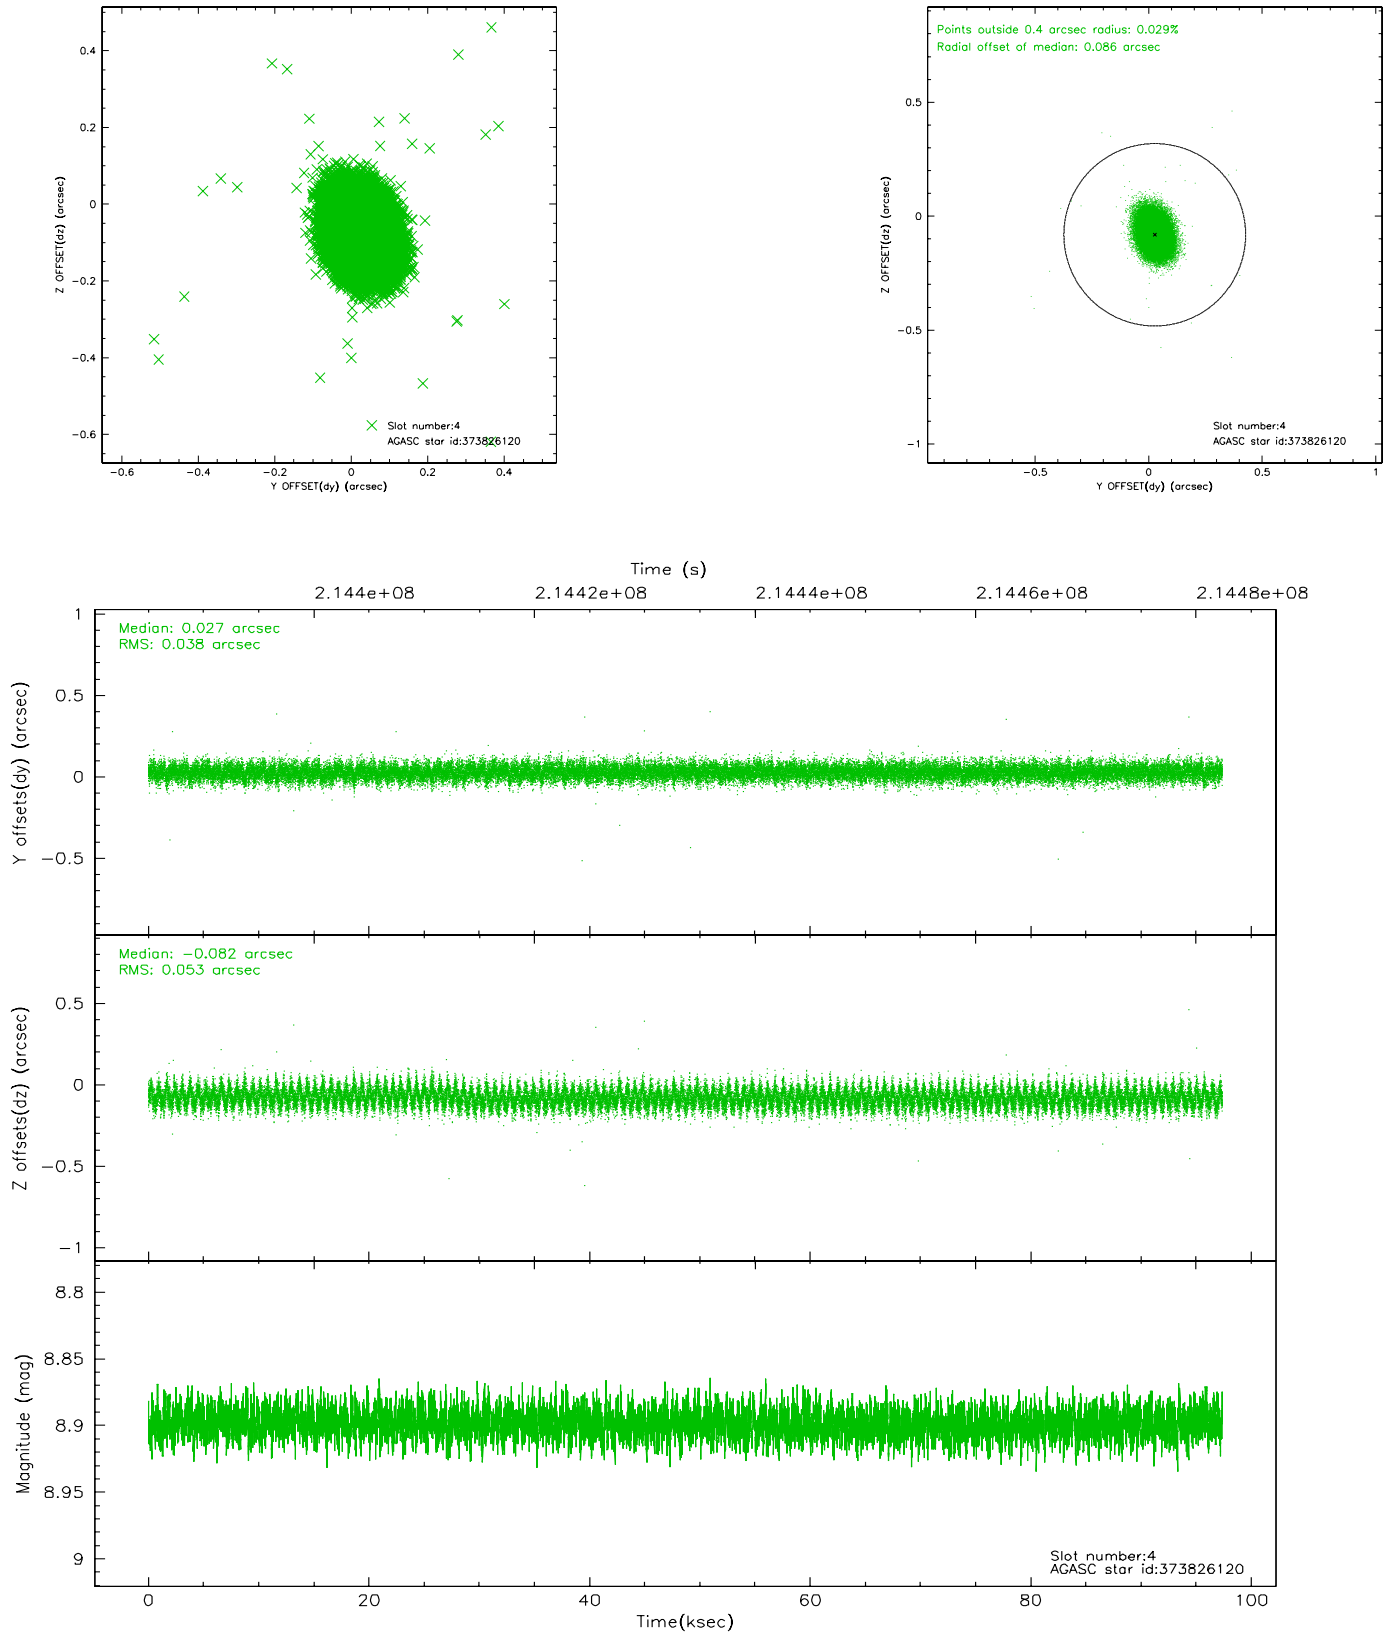 0.4
0.2
0
−0.2
−0.4
−0.6
Z OFFSET(dz) (arcsec)
Slot number:4
AGASC star id:373826120
−0.6
−0.4
−0.2
0
0.2
0.4
Y OFFSET(dy) (arcsec)
Points outside 0.4 arcsec radius: 0.029%
Radial offset of median: 0.086 arcsec
0.5
0
−0.5
−1
Z OFFSET(dz) (arcsec)
Slot number:4
AGASC star id:373826120
−0.5
0
0.5
1
Y OFFSET(dy) (arcsec)
Time (s)
2.144e+08
2.1442e+08
2.1444e+08
2.1446e+08
2.1448e+08
Median: 0.027 arcsec
RMS: 0.038 arcsec
1
0.5
0
−0.5
Y offsets(dy) (arcsec)
Median: −0.082 arcsec
RMS: 0.053 arcsec
0.5
0
−0.5
−1
Z offsets(dz) (arcsec)
8.8
8.85
8.9
8.95
9
Magnitude (mag)
Slot number:4
AGASC star id:373826120
0
20
40
60
80
100
Time(ksec)